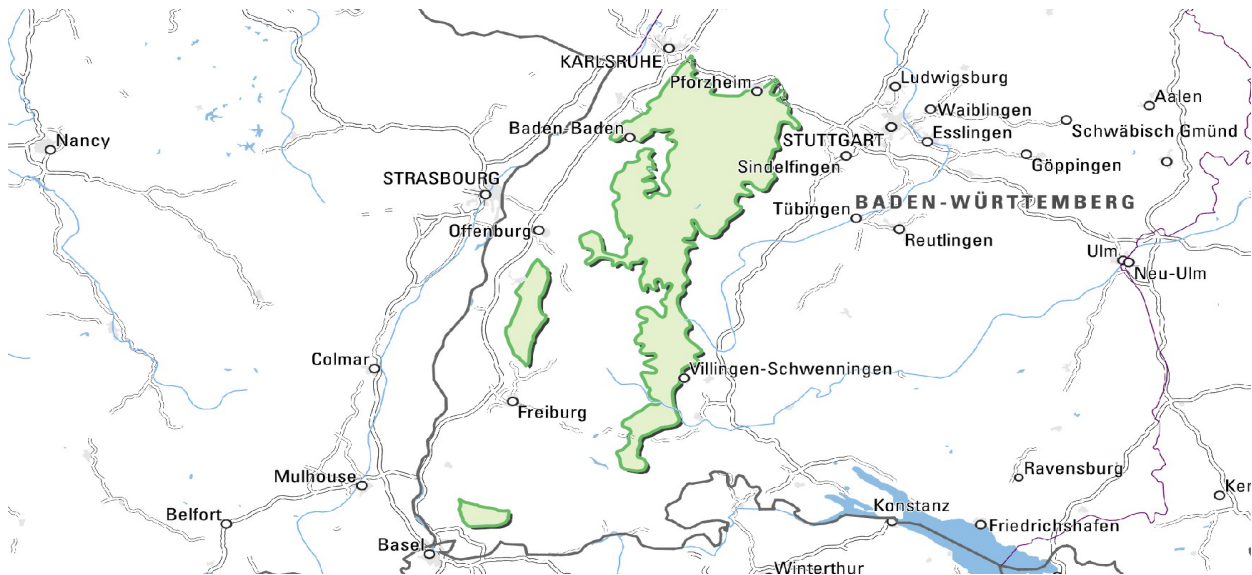 KARLSRUHE
Pforzheim
Ludwigsburg
Aalen
Waiblingen
Nancy
Baden-Baden
STUTTGART
Esslingen
Schwäbisch Gmünd
Sindelfingen
Göppingen
STRASBOURG
Tübingen
BADEN-WÜRTTEMBERG
Offenburg
Reutlingen
Ulm
Neu-Ulm
Colmar
Villingen-Schwenningen
Freiburg
Mulhouse
Ravensburg
Ker
Belfort
Konstanz
Friedrichshafen
Basel
Winterthur